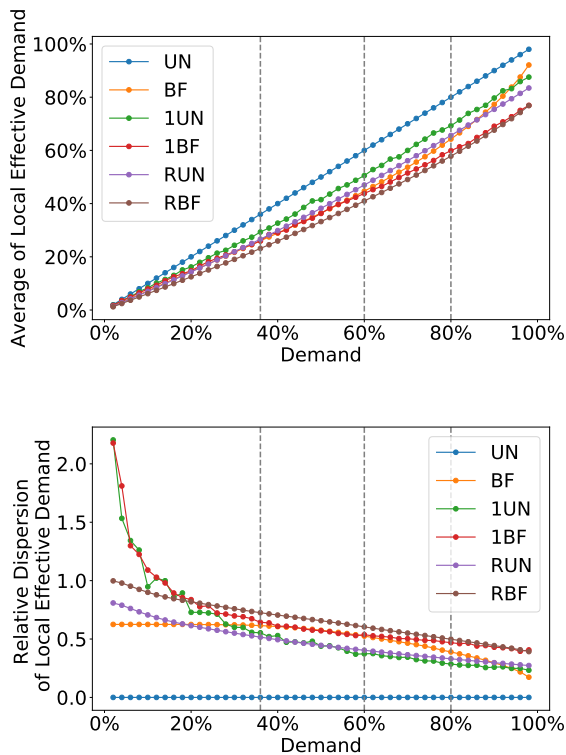 100%
80%
60%
40%
20%
0%
Average of Local Effective Demand
UN
BF
1UN
1BF
RUN
RBF
0% 20% 40% 60% 80% 100%
Demand
2.0
1.5
1.0
0.5
0.0
Relative Dispersion
of Local Effective Demand
UN
BF
1UN
1BF
RUN
RBF
0% 20% 40% 60% 80% 100%
Demand